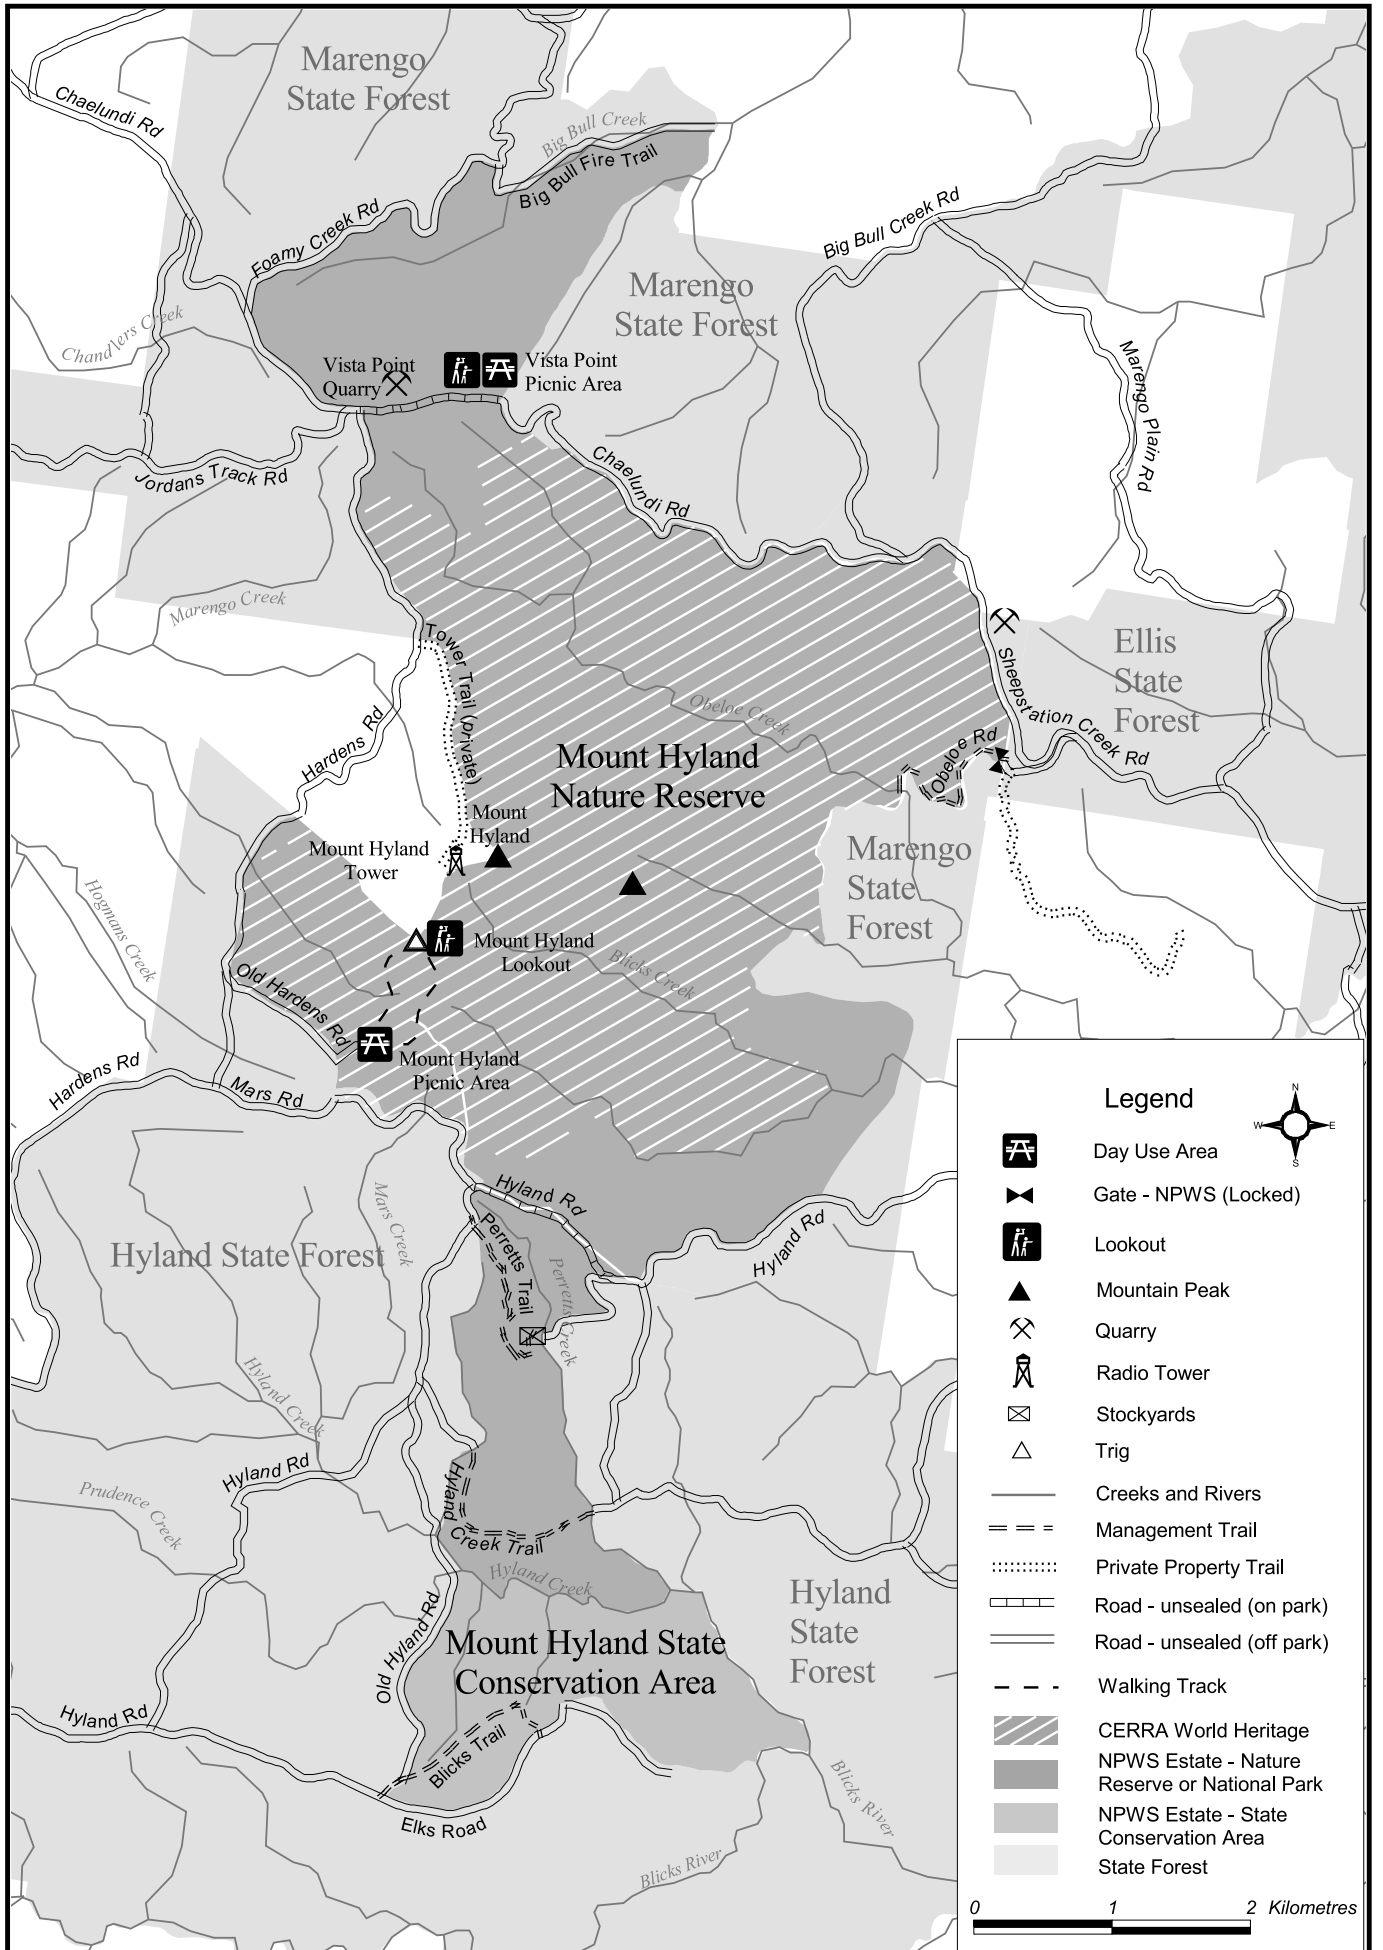 Marengo
State Forest
Chaelundi Rd
Big Bull Creek
Big Bull Fire Trail
Foamy Creek Rd
Big Bull Creek Rd
Marengo
State Forest
Chandlers Creek
Marengo Plain Rd
Vista Point
Quarry
Vista Point
Picnic Area
Jordans Track Rd
Chaelundi Rd
Marengo Creek
Tower Trail (private)
Ellis
State
Forest
Sheepstation Creek Rd
Obeloe Creek
Hardens Rd
Obeloe Rd
Mount Hyland
Nature Reserve
Mount
Hyland
Mount Hyland
Tower
Marengo
State
Forest
Hogmans Creek
Mount Hyland
Lookout
Blicks Creek
Old Hardens Rd
Mount Hyland
Picnic Area
Hardens Rd
Mars Rd
Mars Creek
Hyland Rd
Hyland Rd
Perretts Trail
Perretts Creek
Hyland State Forest
Hyland Creek
Hyland Rd
Prudence Creek
Hyland
Creek Trail
Hyland Creek
Old Hyland Rd
Hyland
State
Forest
Mount Hyland State
Conservation Area
Hyland Rd
Blicks Trail
Elks Road
Blicks River
Blicks River
Legend
N
W
E
S
Day Use Area
Gate - NPWS (Locked)
Lookout
Mountain Peak
Quarry
Radio Tower
Stockyards
Trig
Creeks and Rivers
Management Trail
Private Property Trail
Road - unsealed (on park)
Road - unsealed (off park)
Walking Track
CERRA World Heritage
NPWS Estate - Nature
Reserve or National Park
NPWS Estate - State
Conservation Area
State Forest
0 1 2 Kilometres